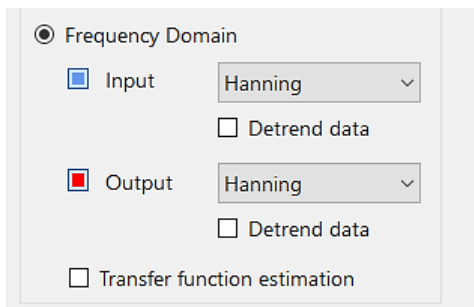 Frequency Domain
Input Hanning
Detrend data
Output Hanning
Detrend data
Transfer function estimation